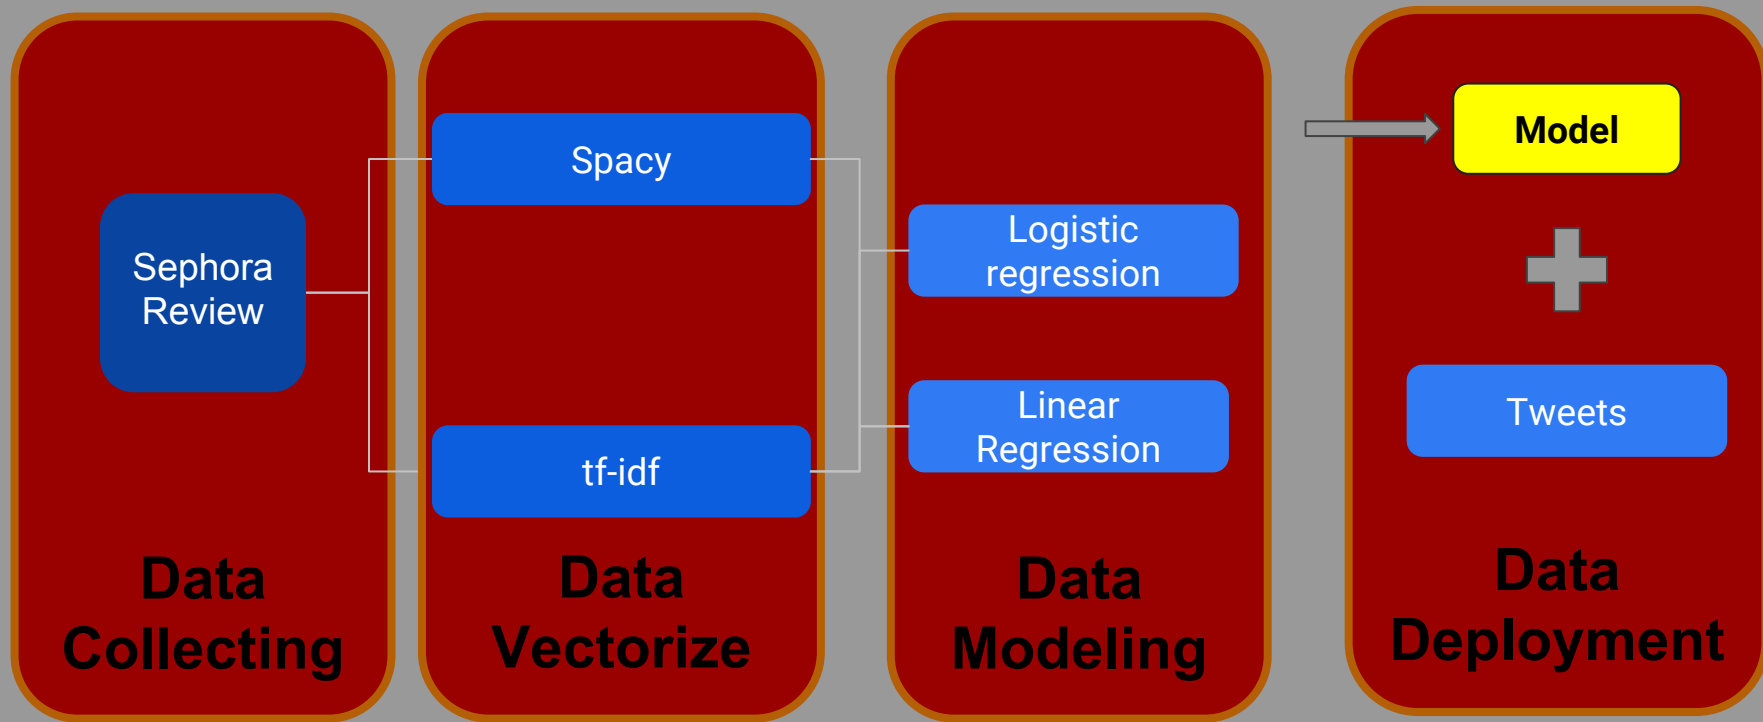 Sephora
Review
Data
Collecting
Spacy
tf-idf
Data
Vectorize
Logistic
regression
Linear
Regression
Data
Modeling
Model
Tweets
Data
Deployment